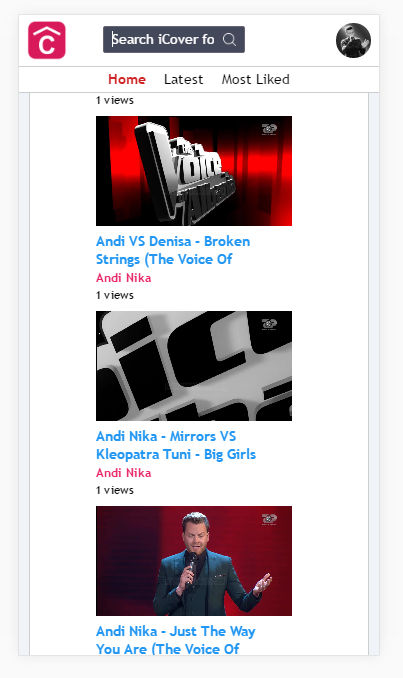 C
Search iCover fo
Home Latest Most Liked
1 views
The
Voice
Andi VS Denisa - Broken
Strings (The Voice Of
Andi Nika
1 views
Andi Nika - Mirrors VS
Kleopatra Tuni - Big Girls
Andi Nika
1 views
Andi Nika - Just The Way
You Are (The Voice Of